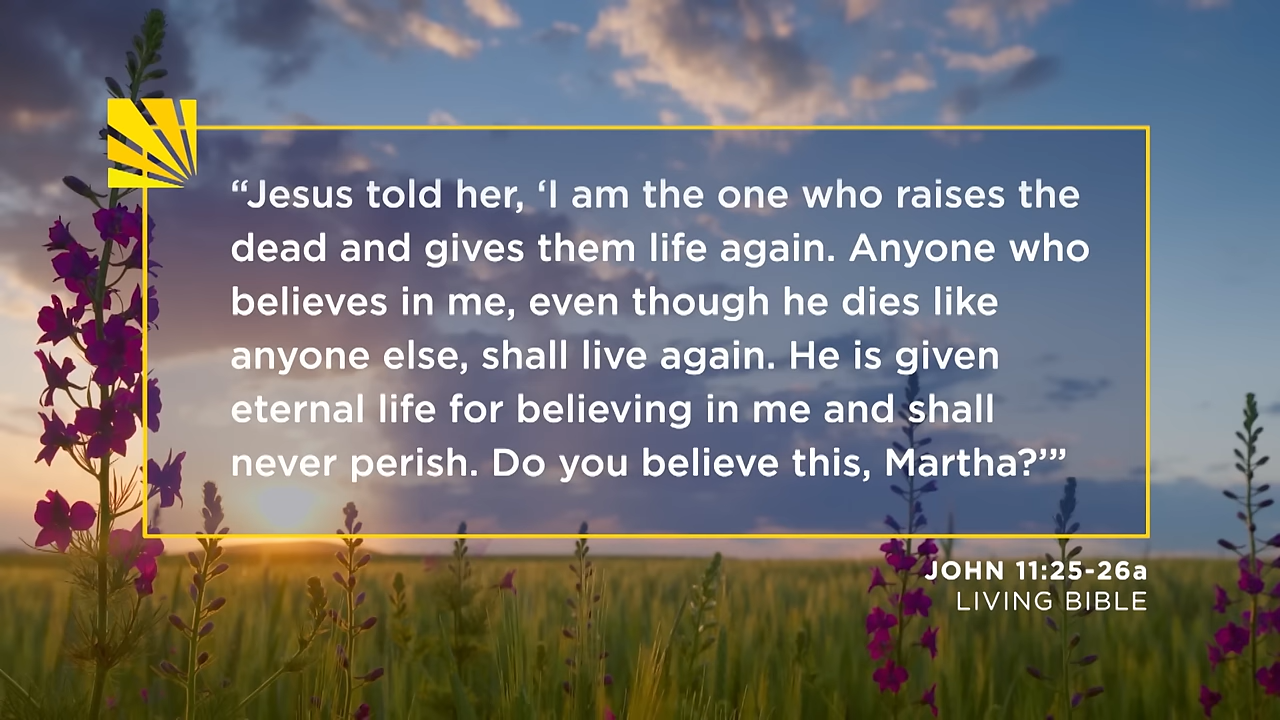 “Jesus told her, ‘I am the one who raises the
dead and gives them life again. Anyone who
believes in me, even though he dies like
anyone else, shall live again. He is given
eternal life for believing in me and shall
never perish. Do you believe this, Martha?’”
JOHN 11:25-26a
LIVING BIBLE